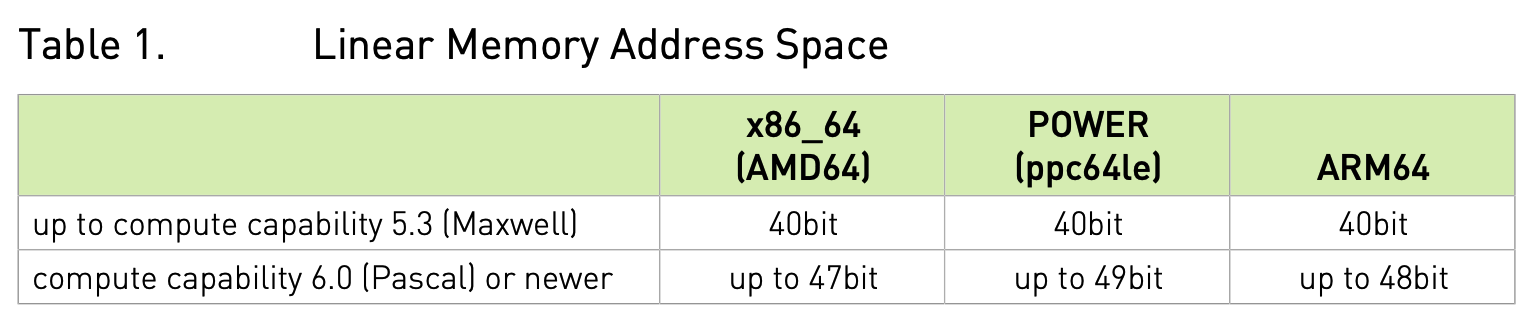 Table 1. Linear Memory Address Space
x86_64 (AMD64) POWER (ppc64le) ARM64
up to compute capability 5.3 (Maxwell) 40bit 40bit 40bit
compute capability 6.0 (Pascal) or newer up to 47bit up to 49bit up to 48bit